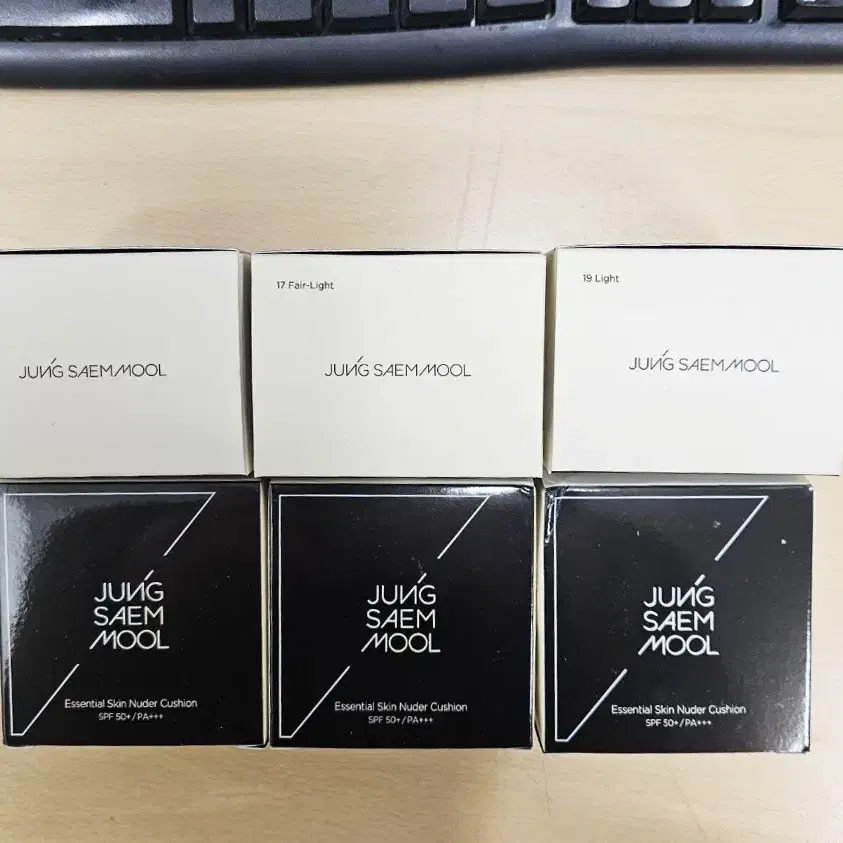 17 Fair-Light
19 Light
JUNG SAEMMOOL
JUNG SAEMMOOL
JUNG SAEMMOOL
JUNG
SAEM
MOOL
Essential Skin Nuder Cushion
SPF 50+/PA+++
JUNG
SAEM
MOOL
Essential Skin Nuder Cushion
SPF 50+/PA+++
JUNG
SAEM
MOOL
Essential Skin Nuder Cushion
SPF 50+/PA+++